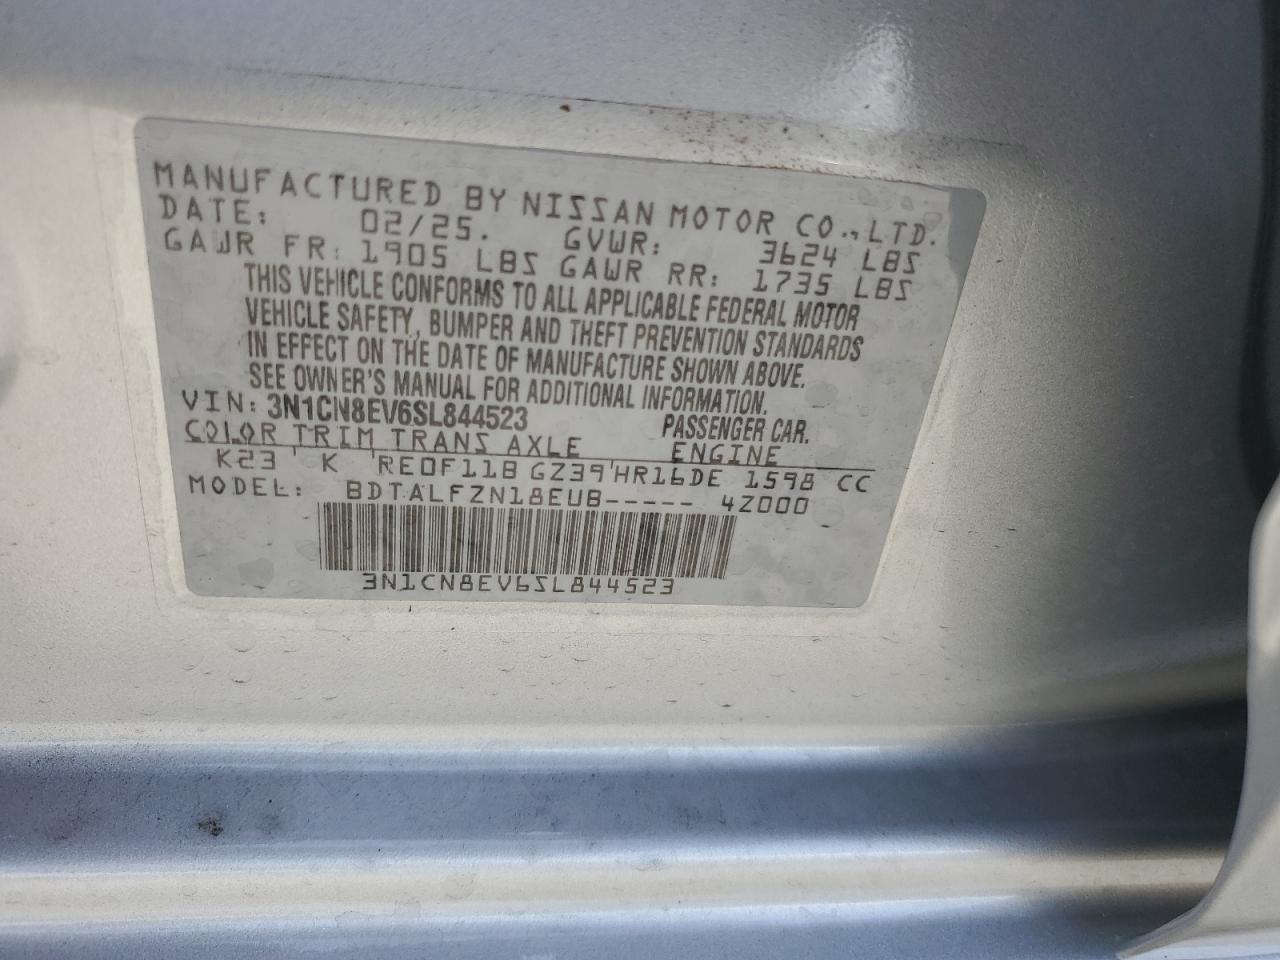 MANUFACTURED BY NISSAN MOTOR CO., LTD.
DATE: 02/25. GVWR: 3624 LBS
GAWR FR: 1905 LBS GAWR RR: 1735 LBS
THIS VEHICLE CONFORMS TO ALL APPLICABLE FEDERAL MOTOR
VEHICLE SAFETY, BUMPER AND THEFT PREVENTION STANDARDS
IN EFFECT ON THE DATE OF MANUFACTURE SHOWN ABOVE.
SEE OWNER'S MANUAL FOR ADDITIONAL INFORMATION.
VIN: 3N1CN8EV6SL844523 PASSENGER CAR.
COLOR TRIM TRANS AXLE ENGINE
K23 ' K ' RE0F11B GZ39 ' HR16DE 1598 CC
MODEL: BDTALFZN18EUB----- 4Z000
3N1CN8EV6SL844523